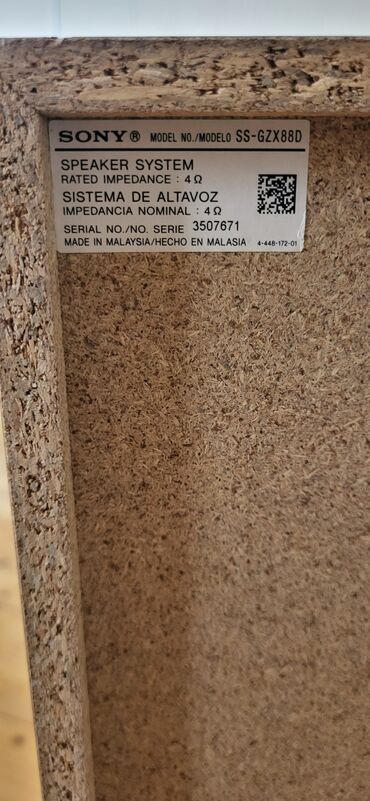 SONY® MODEL NO./MODELO SS-GZX88D
SPEAKER SYSTEM
RATED IMPEDANCE : 4Ω
SISTEMA DE ALTAVOZ
IMPEDANCIA NOMINAL : 4Ω
SERIAL NO./NO. SERIE 3507671
MADE IN MALAYSIA/HECHO EN MALASIA 4-448-172-01